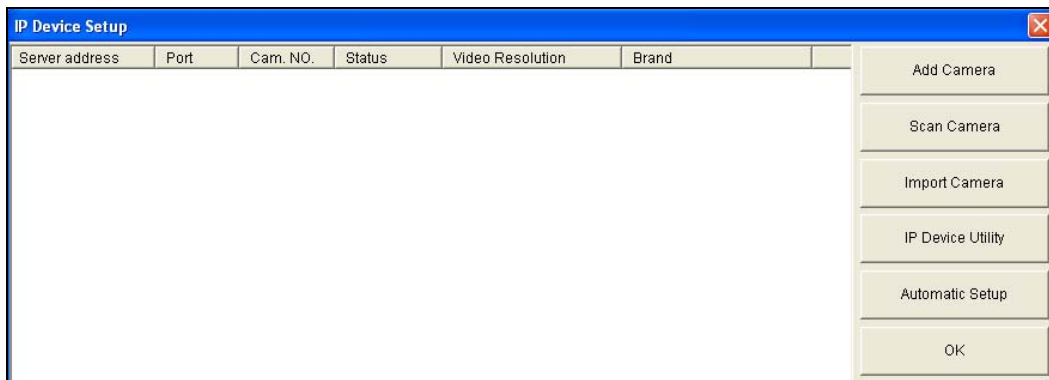 IP Device Setup
Server address Port Cam. NO. Status Video Resolution Brand
Add Camera
Scan Camera
Import Camera
IP Device Utility
Automatic Setup
OK